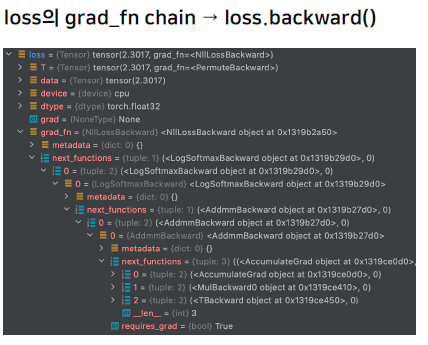 loss의 grad_fn chain → loss.backward()
loss = {Tensor} tensor(2.3017, grad_fn=<NllLossBackward>)
T = {Tensor} tensor(2.3017, grad_fn=<PermuteBackward>)
data = {Tensor} tensor(2.3017)
device = {device} cpu
dtype = {dtype} torch.float32
grad = {NoneType} None
grad_fn = {NllLossBackward} <NllLossBackward object at 0x1319b2a50>
metadata = {dict: 0} {}
next_functions = {tuple: 1} (<LogSoftmaxBackward object at 0x1319b29d0>, 0)
0 = {tuple: 2} (<LogSoftmaxBackward object at 0x1319b29d0>, 0)
0 = {LogSoftmaxBackward} <LogSoftmaxBackward object at 0x1319b29d0>
metadata = {dict: 0} {}
next_functions = {tuple: 1} (<AddmmBackward object at 0x1319b27d0>, 0)
0 = {tuple: 2} (<AddmmBackward object at 0x1319b27d0>, 0)
0 = {AddmmBackward} <AddmmBackward object at 0x1319b27d0>
metadata = {dict: 0} {}
next_functions = {tuple: 3} ((<AccumulateGrad object at 0x1319ce0d0>,
0 = {tuple: 2} (<AccumulateGrad object at 0x1319ce0d0>, 0)
1 = {tuple: 2} (<MulBackward0 object at 0x1319ce410>, 0)
2 = {tuple: 2} (<TBackward object at 0x1319ce450>, 0)
__len__ = {int} 3
requires_grad = {bool} True